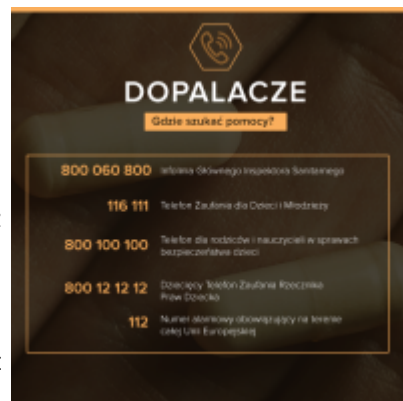 DOPALACZE
Gdzie szukać pomocy?
800 060 800 Infolinia Głównego Inspektora Sanitarnego
116 111 Telefon Zaufania dla Dzieci i Młodzieży
800 100 100 Telefon dla rodziców i nauczycieli w sprawach
bezpieczeństwa dzieci
800 12 12 12 Dziecięcy Telefon Zaufania Rzecznika
Praw Dziecka
112 Numer alarmowy obowiązujący na terenie
całej Unii Europejskiej